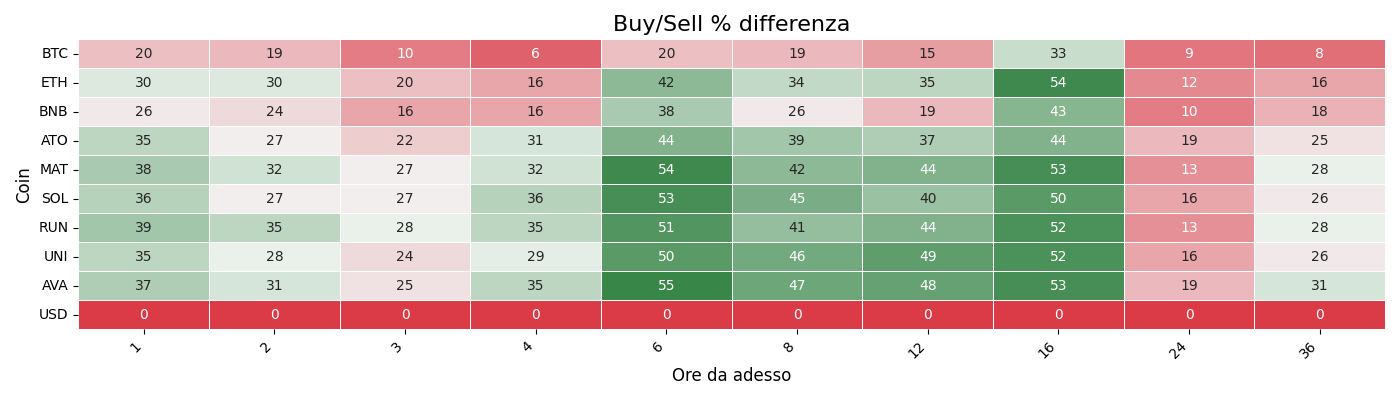 Buy/Sell % differenza
Coin
BTC 20 19 10 6 20 19 15 33 9 8
ETH 30 30 20 16 42 34 35 54 12 16
BNB 26 24 16 16 38 26 19 43 10 18
ATO 35 27 22 31 44 39 37 44 19 25
MAT 38 32 27 32 54 42 44 53 13 28
SOL 36 27 27 36 53 45 40 50 16 26
RUN 39 35 28 35 51 41 44 52 13 28
UNI 35 28 24 29 50 46 49 52 16 26
AVA 37 31 25 35 55 47 48 53 19 31
USD 0 0 0 0 0 0 0 0 0 0
1 2 3 4 6 8 12 16 24 36
Ore da adesso